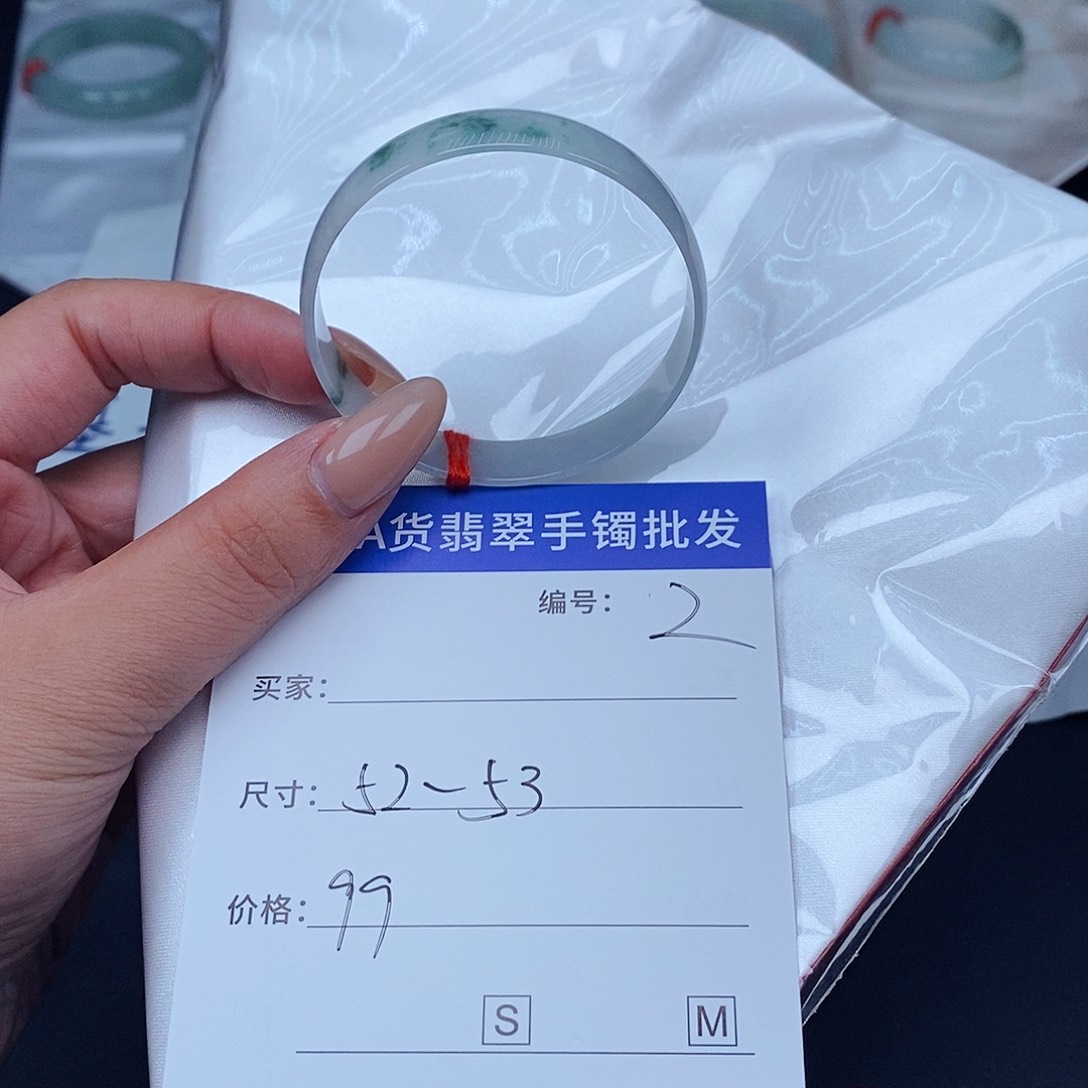 A货翡翠手镯批发
编号: 2
买家:
尺寸: 52~53
价格: 99
S M